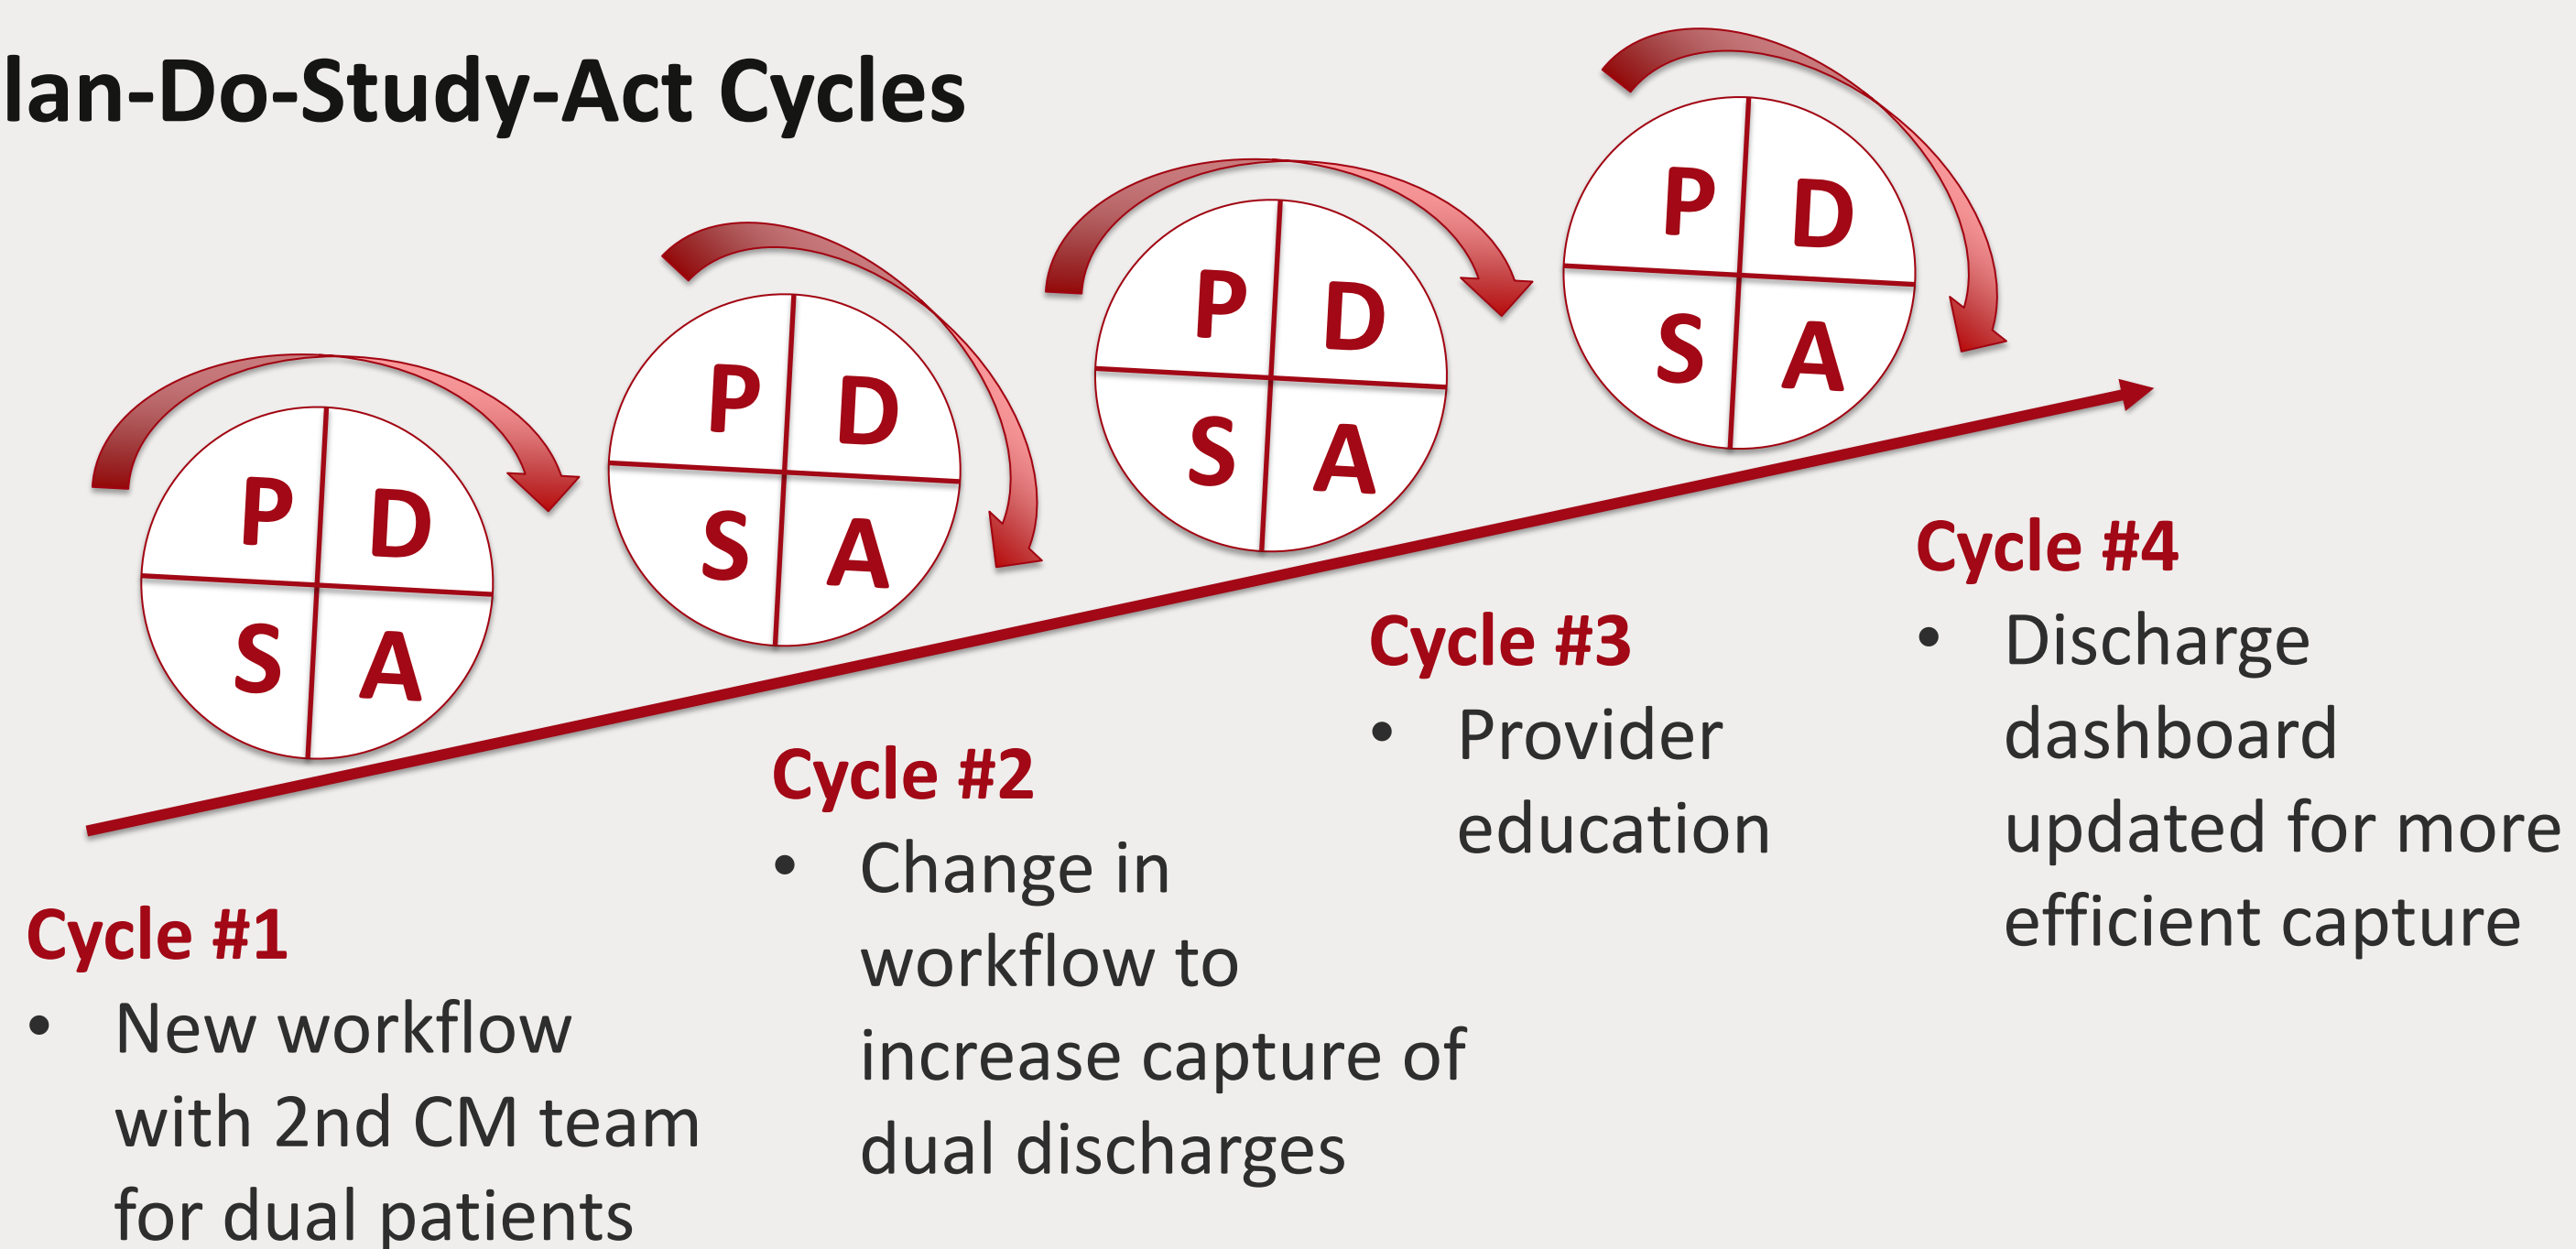 lan-Do-Study-Act Cycles
P D
S A
P D
S A
P D
S A
P D
S A
Cycle #1
• New workflow
with 2nd CM team
for dual patients
Cycle #2
• Change in
workflow to
increase capture of
dual discharges
Cycle #3
• Provider
education
Cycle #4
• Discharge
dashboard
updated for more
efficient capture